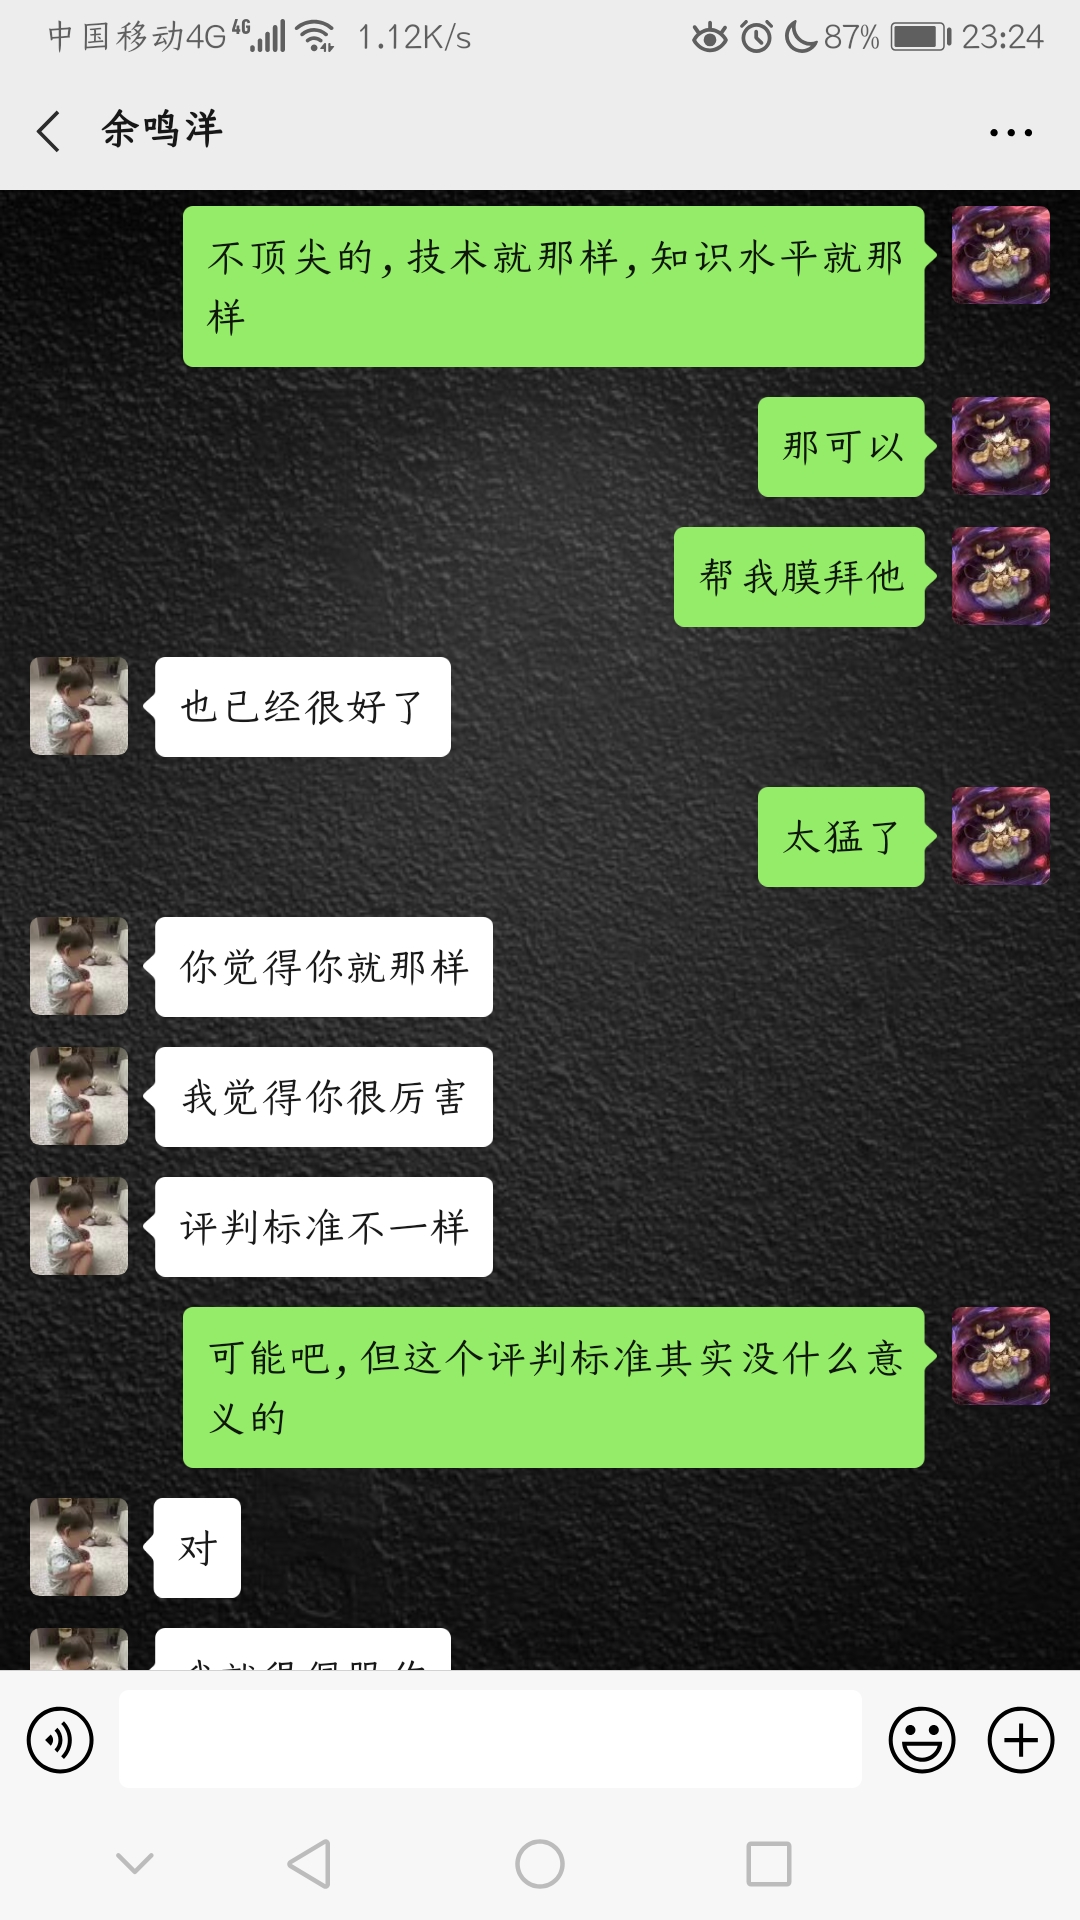 中国移动4G 4G 1.12K/s 87% 23:24
余鸣洋
不顶尖的,技术就那样,知识水平就那
样
那可以
帮我膜拜他
也已经很好了
太猛了
你觉得你就那样
我觉得你很厉害
评判标准不一样
可能吧,但这个评判标准其实没什么意
义的
对